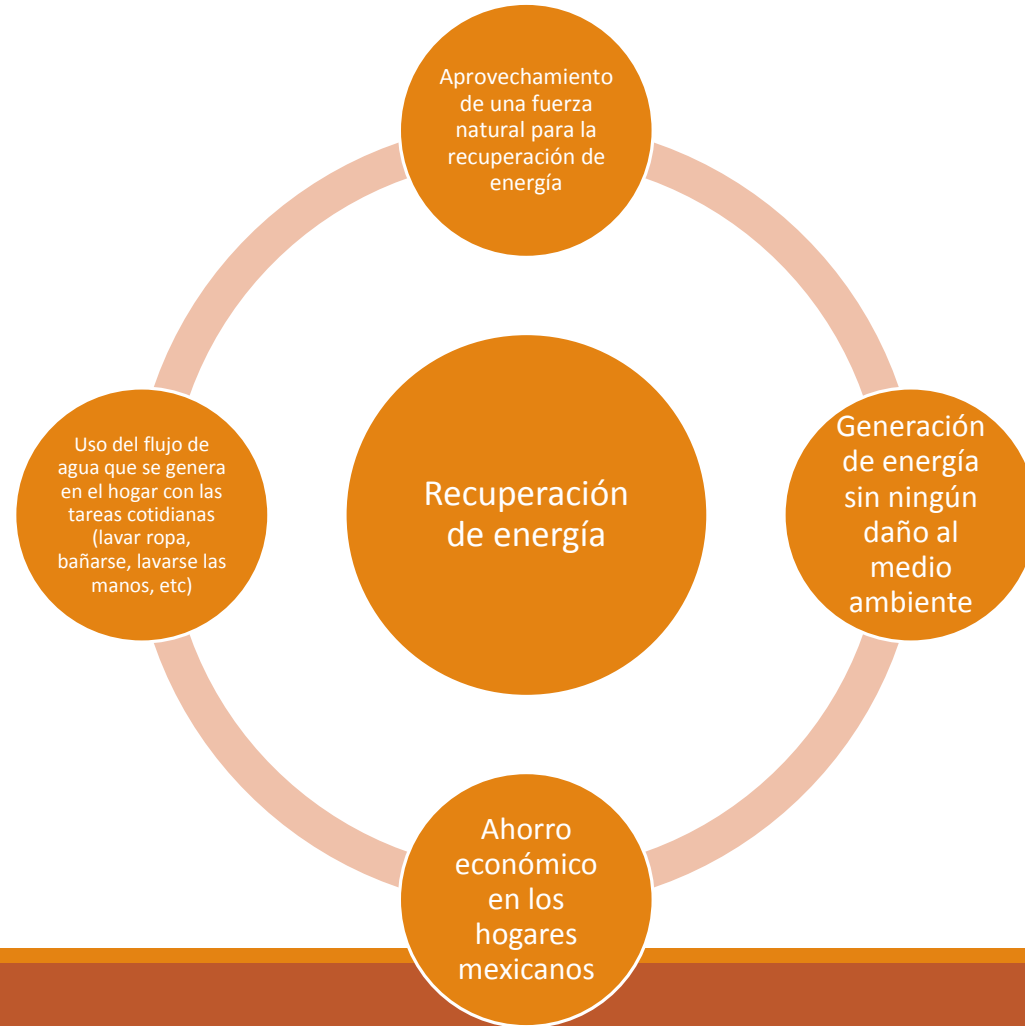 Aprovechamiento
de una fuerza
natural para la
recuperación de
energía
Generación
de energía
sin ningún
daño al
medio
ambiente
Ahorro
económico
en los
hogares
mexicanos
Uso del flujo de
agua que se genera
en el hogar con las
tareas cotidianas
(lavar ropa,
bañarse, lavarse las
manos, etc)
Recuperación
de energía